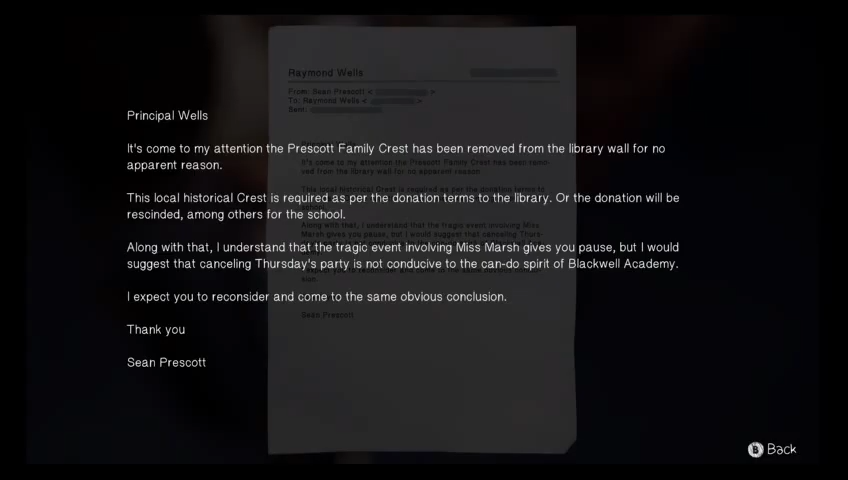 Raymond Wells
From: Sean Prescott < >
To: Raymond Wells < >
Sent:
Principal Wells
It's come to my attention the Prescott Family Crest has been removed from the library wall for no
apparent reason.
This local historical Crest is required as per the donation terms to the library. Or the donation will be
rescinded, among others for the school.
Along with that, I understand that the tragic event involving Miss Marsh gives you pause, but I would
suggest that canceling Thursday's party is not conducive to the can-do spirit of Blackwell Academy.
I expect you to reconsider and come to the same obvious conclusion.
Thank you
Sean Prescott
Sean Prescott
B Back